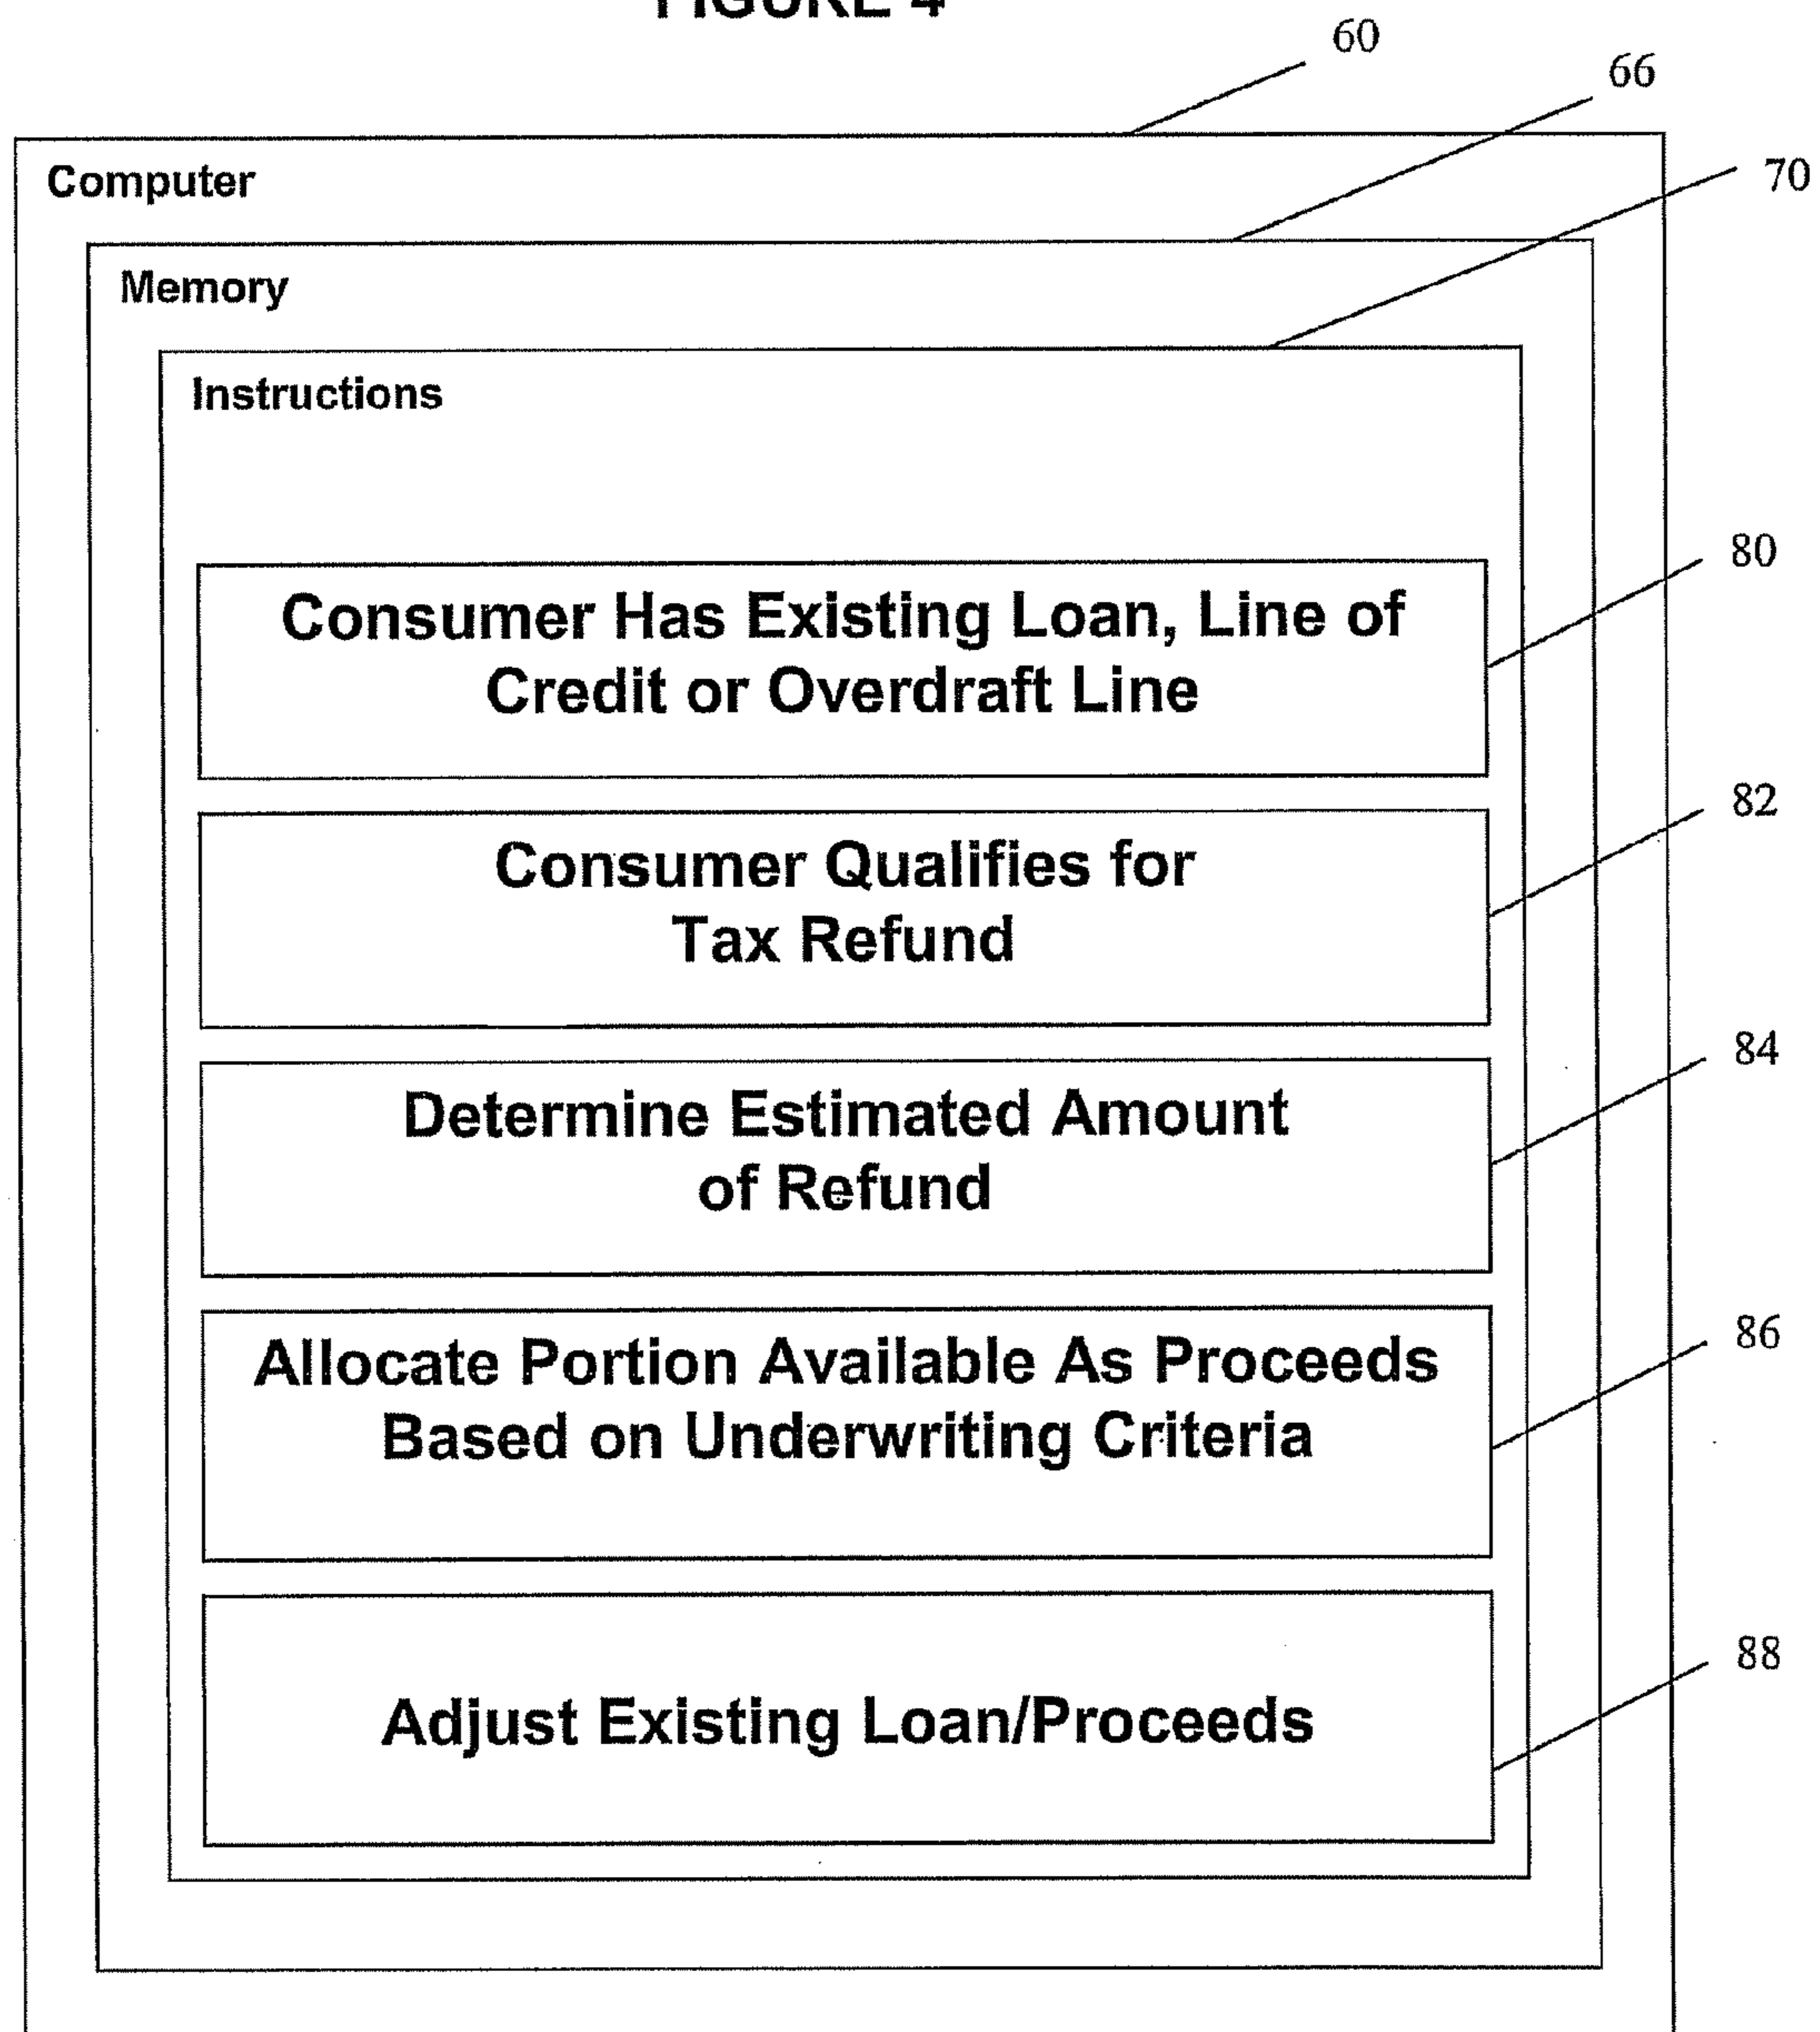 FIGURE 4
60
66
70
Computer
Memory
Instructions
80
Consumer Has Existing Loan, Line of
Credit or Overdraft Line
82
Consumer Qualifies for
Tax Refund
84
Determine Estimated Amount
of Refund
86
Allocate Portion Available As Proceeds
Based on Underwriting Criteria
88
Adjust Existing Loan/Proceeds